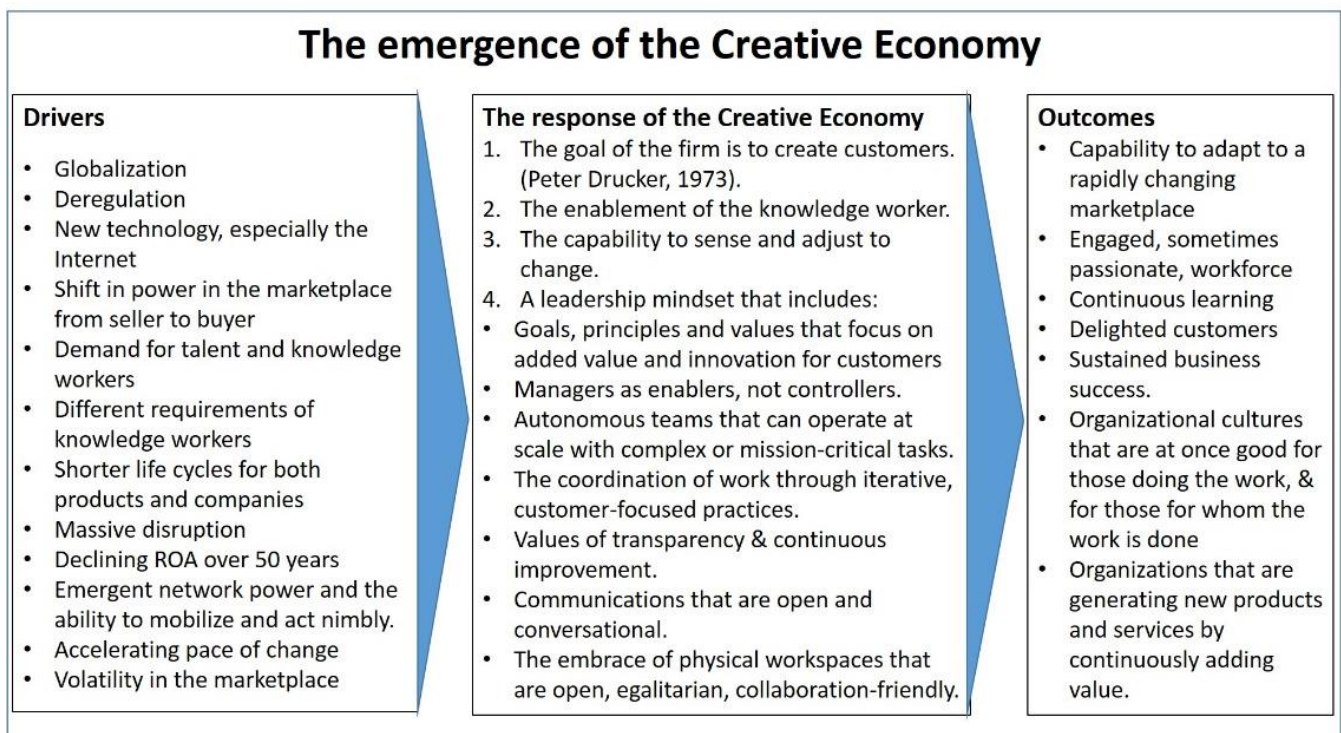 The emergence of the Creative Economy
Drivers
• Globalization
• Deregulation
• New technology, especially the
Internet
• Shift in power in the marketplace
from seller to buyer
• Demand for talent and knowledge
workers
• Different requirements of
knowledge workers
• Shorter life cycles for both
products and companies
• Massive disruption
• Declining ROA over 50 years
• Emergent network power and the
ability to mobilize and act nimbly.
• Accelerating pace of change
• Volatility in the marketplace
The response of the Creative Economy
1. The goal of the firm is to create customers.
(Peter Drucker, 1973).
2. The enablement of the knowledge worker.
3. The capability to sense and adjust to
change.
4. A leadership mindset that includes:
• Goals, principles and values that focus on
added value and innovation for customers
• Managers as enablers, not controllers.
• Autonomous teams that can operate at
scale with complex or mission-critical tasks.
• The coordination of work through iterative,
customer-focused practices.
• Values of transparency & continuous
improvement.
• Communications that are open and
conversational.
• The embrace of physical workspaces that
are open, egalitarian, collaboration-friendly.
Outcomes
• Capability to adapt to a
rapidly changing
marketplace
• Engaged, sometimes
passionate, workforce
• Continuous learning
• Delighted customers
• Sustained business
success.
• Organizational cultures
that are at once good for
those doing the work, &
for those for whom the
work is done
• Organizations that are
generating new products
and services by
continuously adding
value.